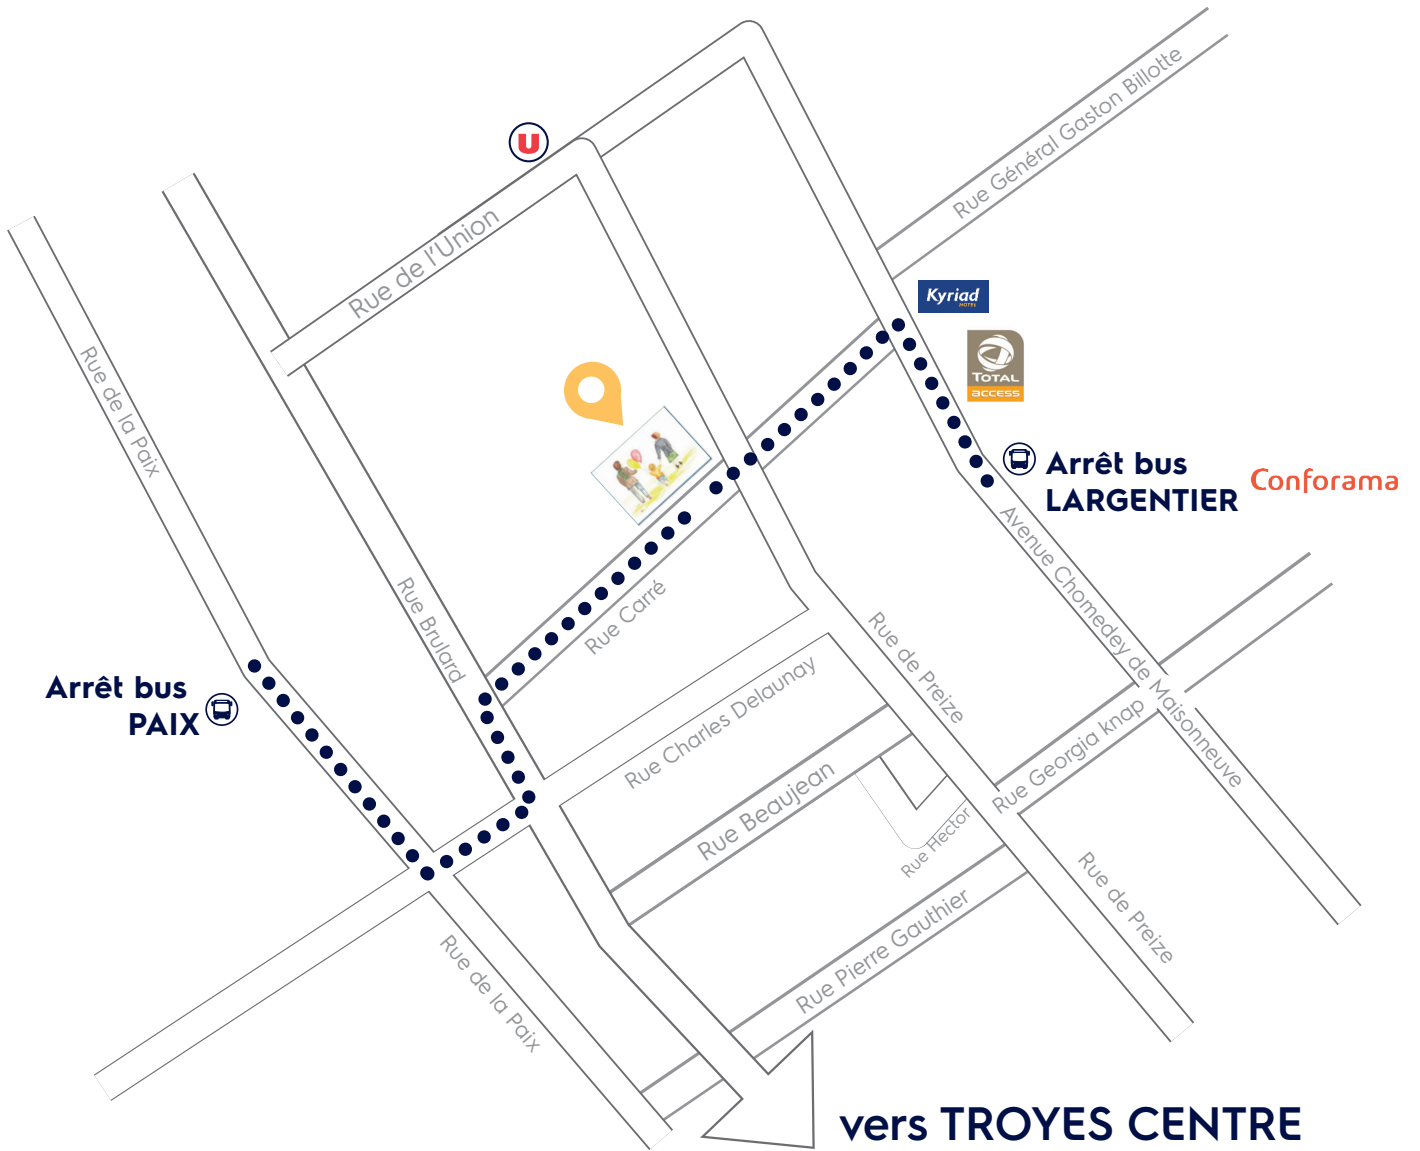 U
Rue Général Gaston Billotte
Rue de l'Union
Kyriad
HOTEL
TOTAL
access
Rue de la Paix
Arrêt bus
LARGENTIER
Conforama
Avenue Chomedey de Maisonneuve
Rue Brulard
Rue Carré
Rue de Preize
Arrêt bus
PAIX
Rue Charles Delaunay
Rue Georgia knap
Rue Beaujean
Rue Hector
Rue de Preize
Rue Pierre Gauthier
Rue de la Paix
vers TROYES CENTRE